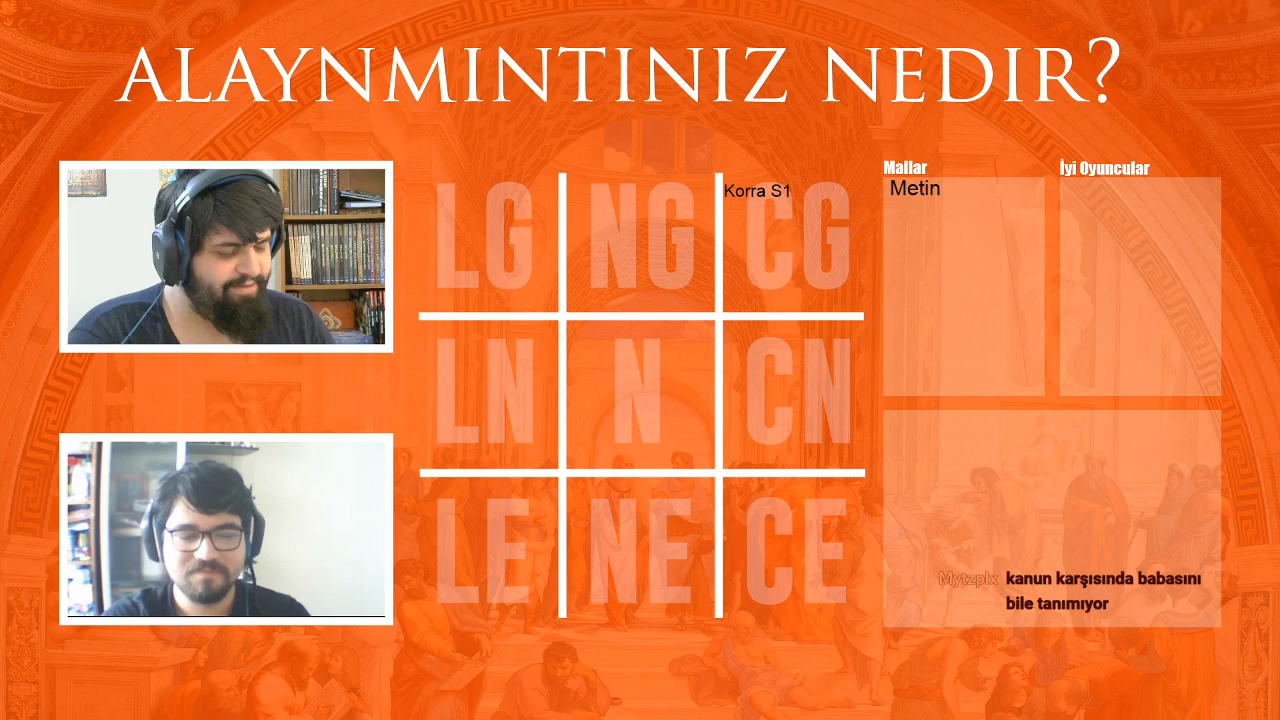 ALAYNMINTINIZ NEDIR?
Mallar
İyi Oyuncular
Korra S1
Metin
LG NG CG
LN N CN
LE NE CE
Mytzplx kanun karşısında babasını
bile tanımıyor